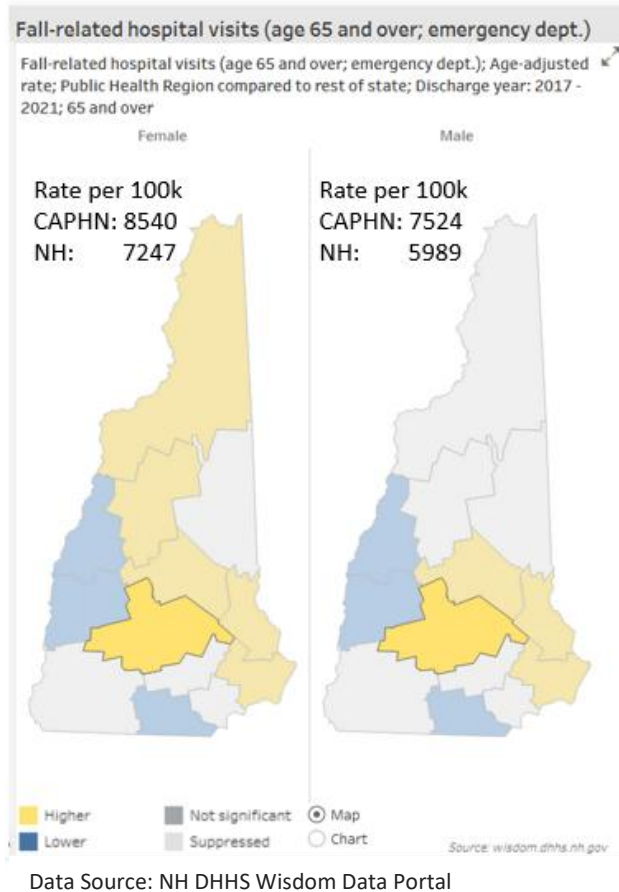 Fall-related hospital visits (age 65 and over; emergency dept.)
Fall-related hospital visits (age 65 and over; emergency dept.); Age-adjusted
rate; Public Health Region compared to rest of state; Discharge year: 2017 -
2021; 65 and over
Female
Male
Rate per 100k
CAPHN: 8540
NH: 7247
Rate per 100k
CAPHN: 7524
NH: 5989
Higher
Lower
Not significant
Suppressed
Map
Chart
Source: wisdom.dhhs.nh.gov
Data Source: NH DHHS Wisdom Data Portal